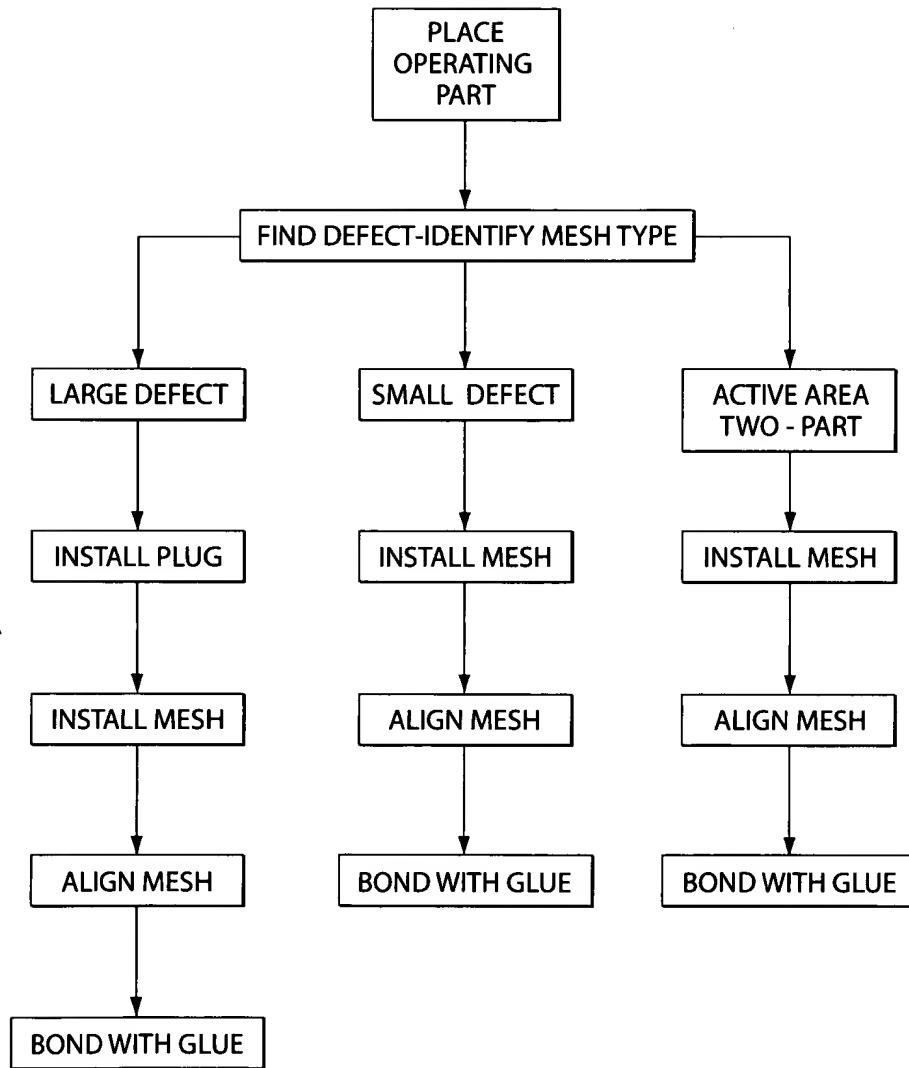 PLACE
OPERATING
PART
FIND DEFECT-IDENTIFY MESH TYPE
LARGE DEFECT
SMALL DEFECT
ACTIVE AREA
TWO - PART
INSTALL PLUG
INSTALL MESH
INSTALL MESH
INSTALL MESH
ALIGN MESH
ALIGN MESH
ALIGN MESH
BOND WITH GLUE
BOND WITH GLUE
BOND WITH GLUE